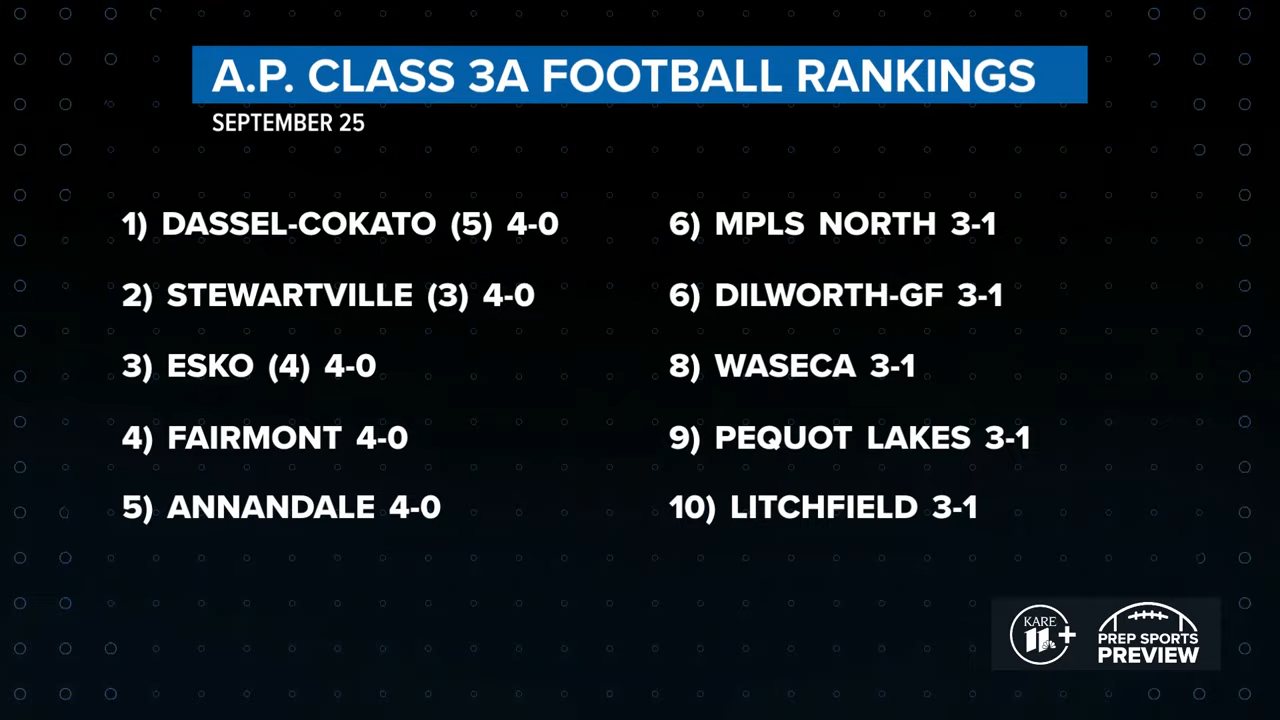 A.P. CLASS 3A FOOTBALL RANKINGS
SEPTEMBER 25
1) DASSEL-COKATO (5) 4-0
2) STEWARTVILLE (3) 4-0
3) ESKO (4) 4-0
4) FAIRMONT 4-0
5) ANNANDALE 4-0
6) MPLS NORTH 3-1
6) DILWORTH-GF 3-1
8) WASECA 3-1
9) PEQUOT LAKES 3-1
10) LITCHFIELD 3-1
KARE
11+
PREP SPORTS
PREVIEW